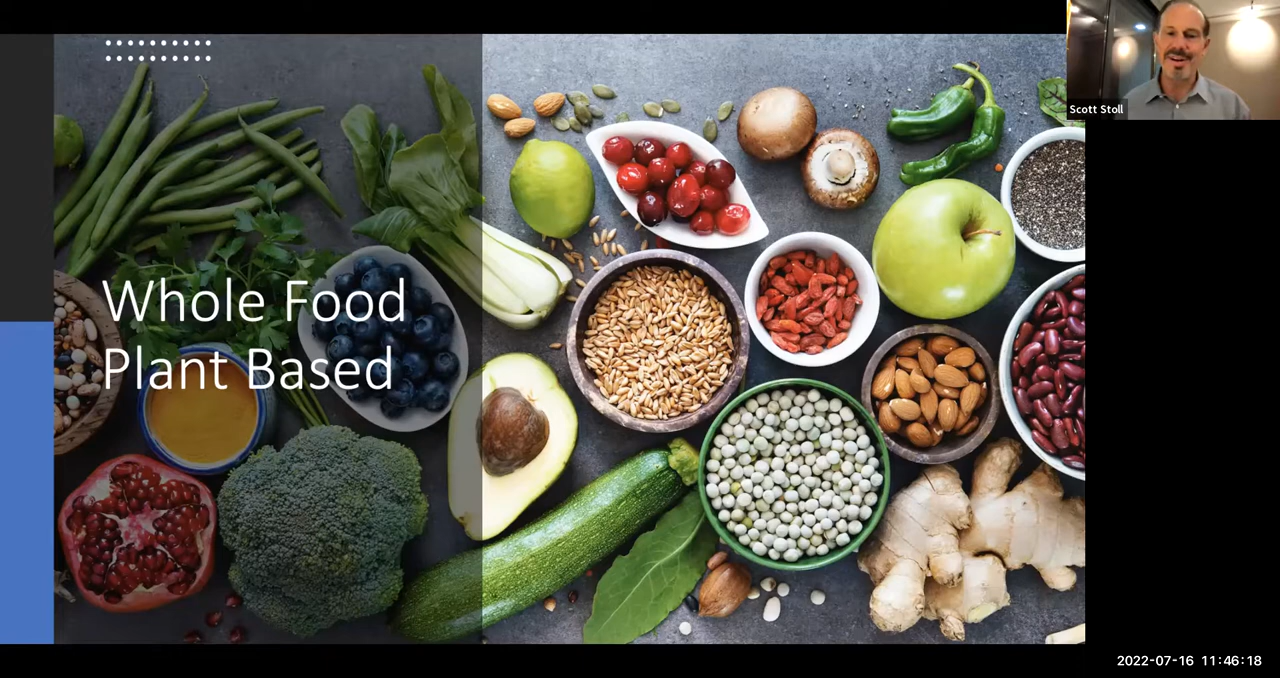 Scott Stoll
Whole Food
Plant Based
2022-07-16 11:46:18